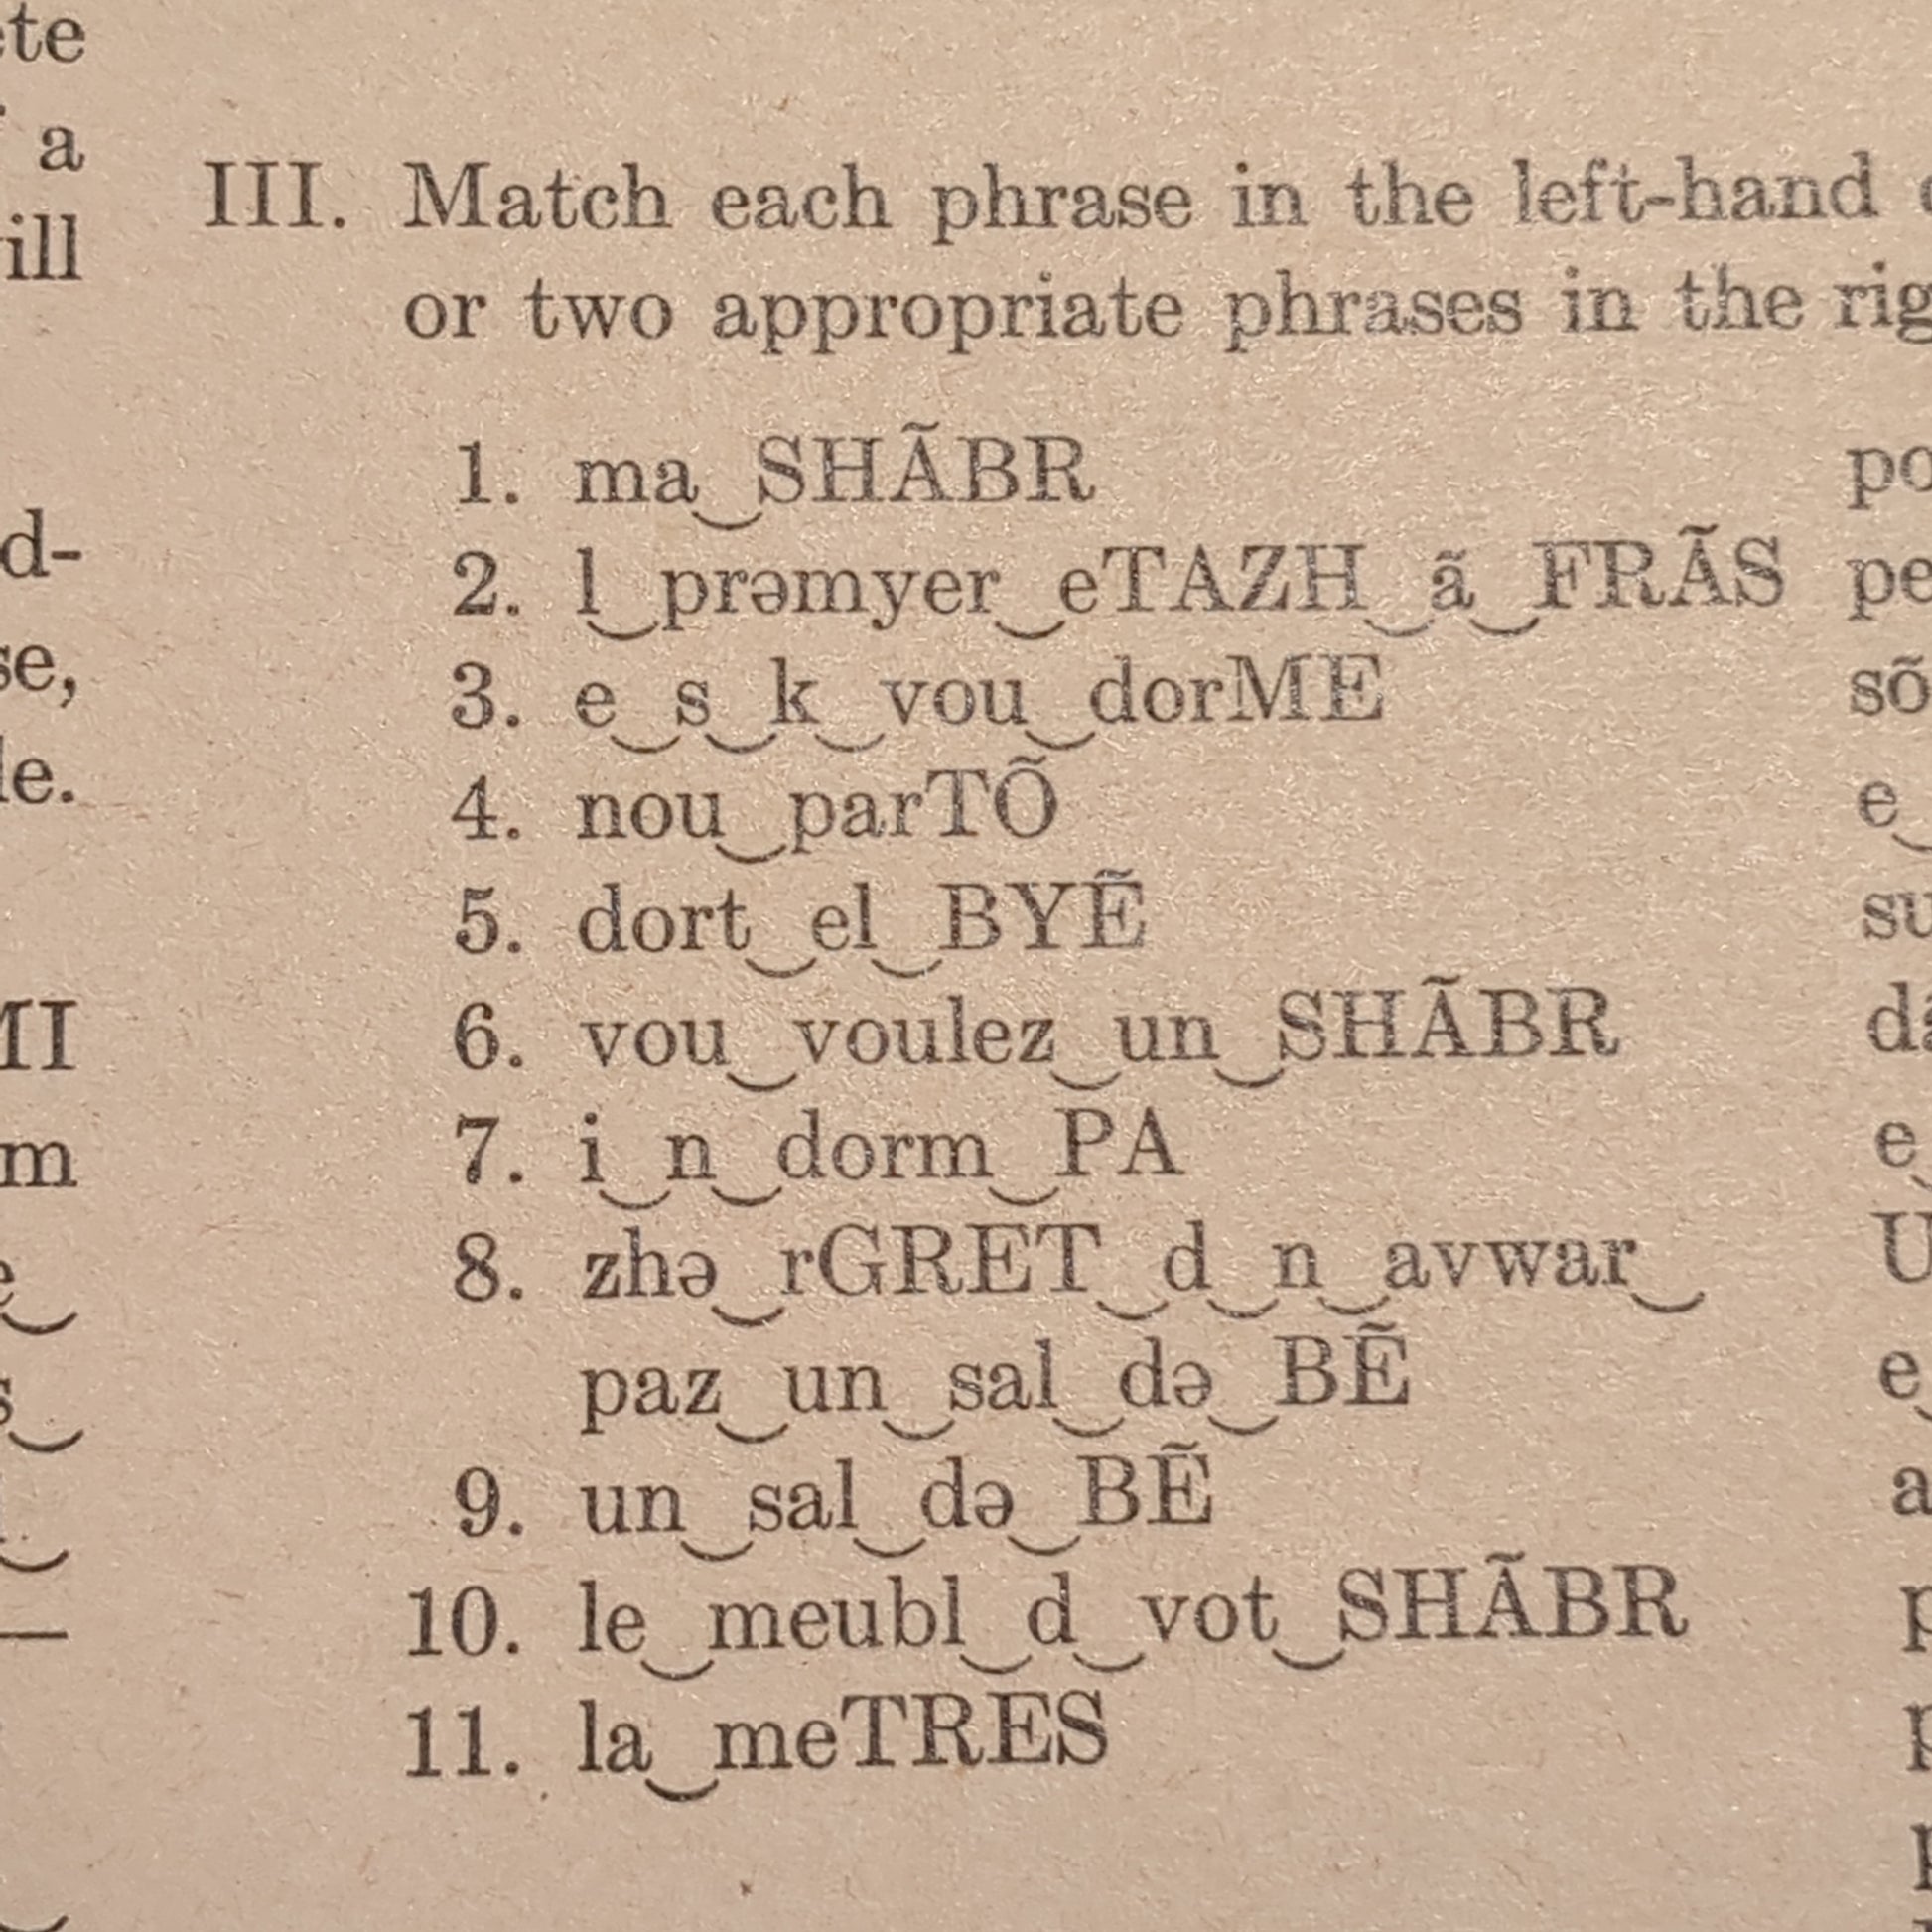 III. Match each phrase in the left-hand
or two appropriate phrases in the
1. ma‿SHÃBR
2. l‿prəmyer‿eTAZH‿ã‿FRÃS
3. e‿s‿k‿vou‿dorME
4. nou‿parTÕ
5. dort‿el‿BYẼ
6. vou‿voulez‿un‿SHÃBR
7. i‿n‿dorm‿PA
8. zhə‿rGRET‿d‿n‿avwar‿
paz‿un‿sal‿də‿BẼ
9. un‿sal‿də‿BẼ
10. le‿meubl‿d‿vot‿SHÃBR
11. la‿meTRES